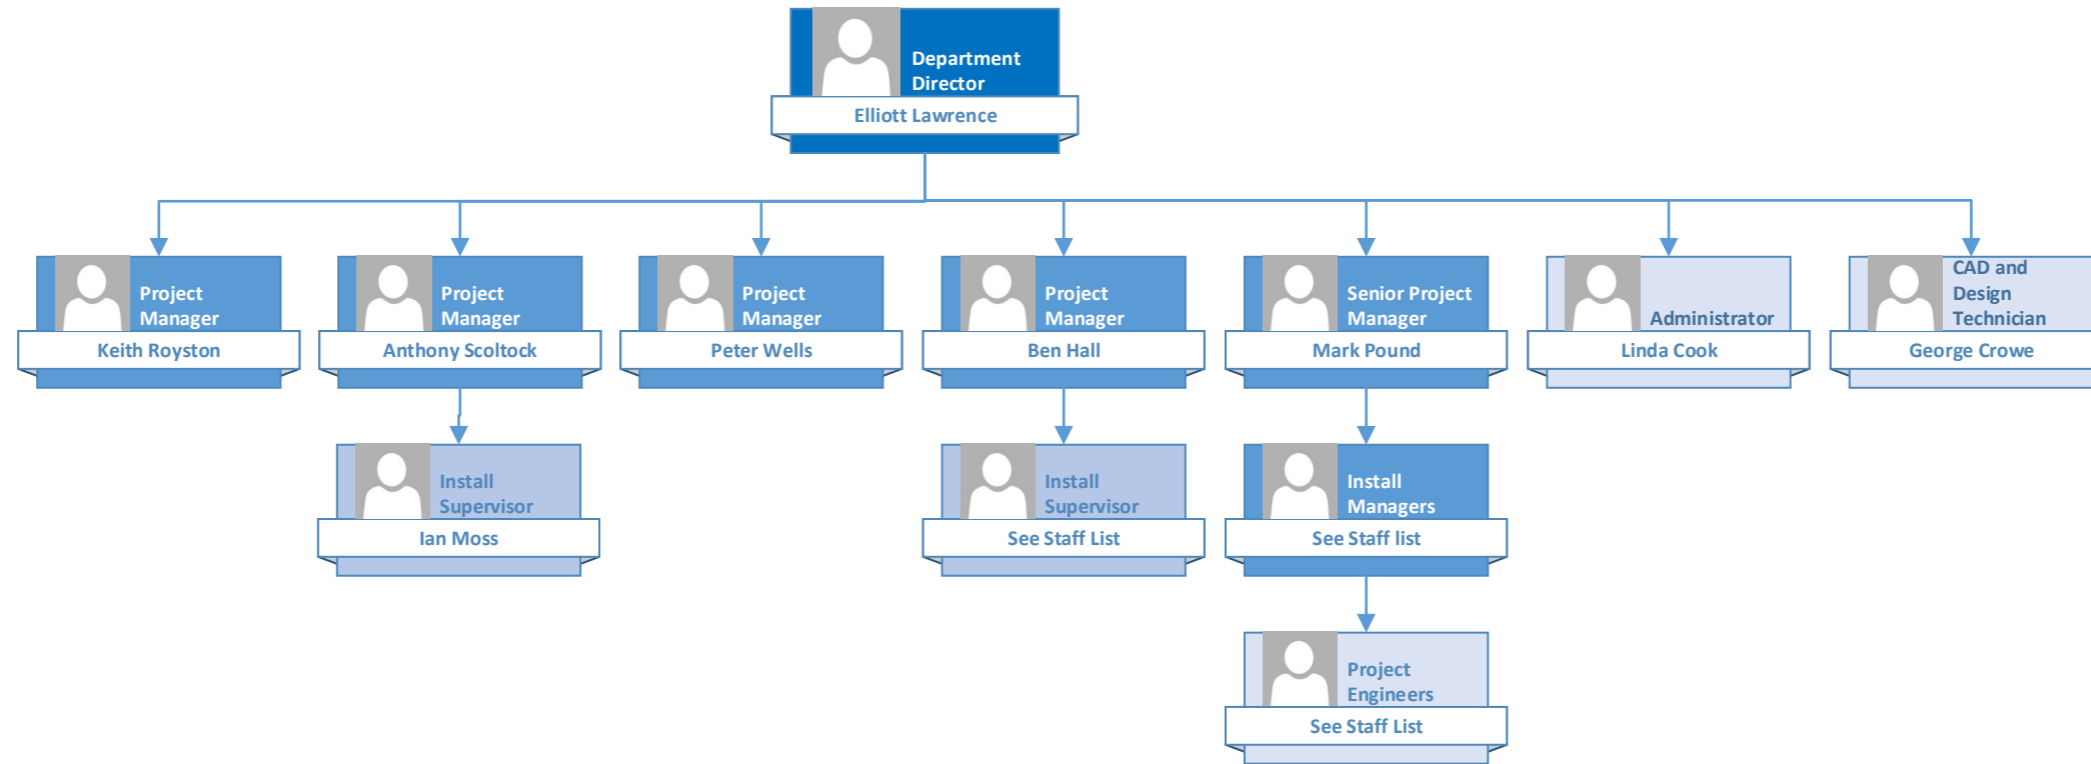 Department
Director
Elliott Lawrence
Project
Manager
Keith Royston
Project
Manager
Anthony Scoltock
Project
Manager
Peter Wells
Project
Manager
Ben Hall
Senior Project
Manager
Mark Pound
Administrator
Linda Cook
CAD and
Design
Technician
George Crowe
Install
Supervisor
Ian Moss
Install
Supervisor
See Staff List
Install
Managers
See Staff list
Project
Engineers
See Staff List